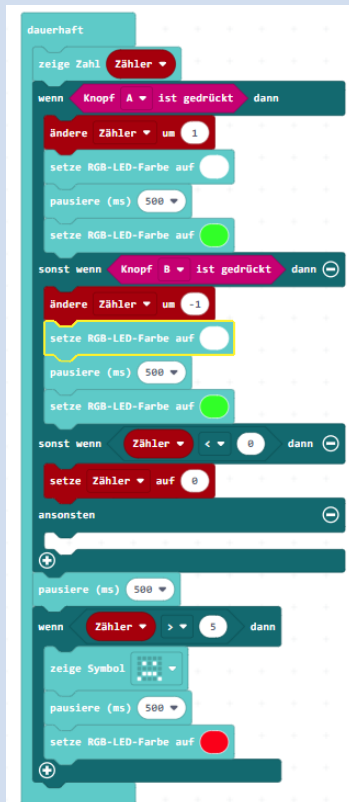 dauerhaft
zeige Zahl Zähler
wenn Knopf A ist gedrückt dann
ändere Zähler um 1
setze RGB-LED-Farbe auf
pausiere (ms) 500
setze RGB-LED-Farbe auf
sonst wenn Knopf B ist gedrückt dann
ändere Zähler um -1
setze RGB-LED-Farbe auf
pausiere (ms) 500
setze RGB-LED-Farbe auf
sonst wenn Zähler < 0 dann
setze Zähler auf 0
ansonsten
pausiere (ms) 500
wenn Zähler > 5 dann
zeige Symbol
pausiere (ms) 500
setze RGB-LED-Farbe auf